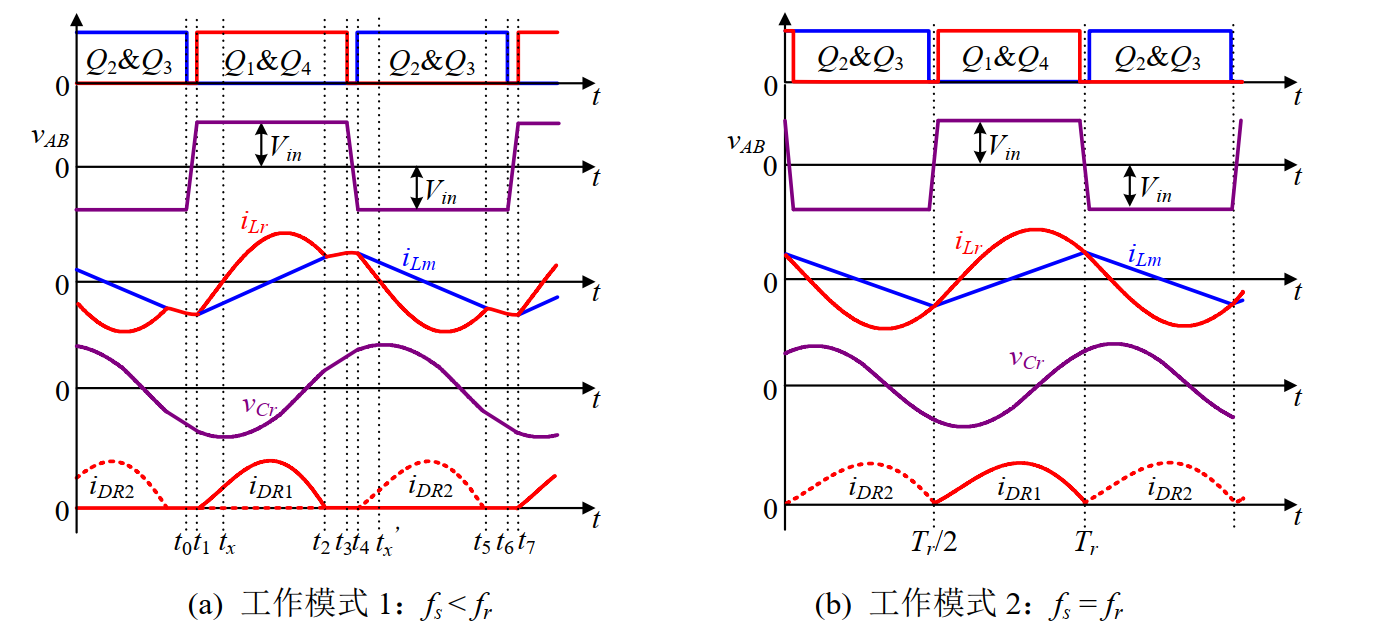 Q2&Q3 Q1&Q4 Q2&Q3
0 t
vAB
Vin
0 t
Vin
iLr
iLm
0 t
vCr
0 t
iDR2 iDR1 iDR2
0 t
t0 t1 tx t2 t3 t4 tx’ t5 t6 t7
(a) 工作模式 1：fs < fr
Q2&Q3 Q1&Q4 Q2&Q3
0 t
vAB
Vin
0 t
Vin
iLr iLm
0 t
vCr
0 t
iDR2 iDR1 iDR2
0 t
Tr/2 Tr
(b) 工作模式 2：fs = fr